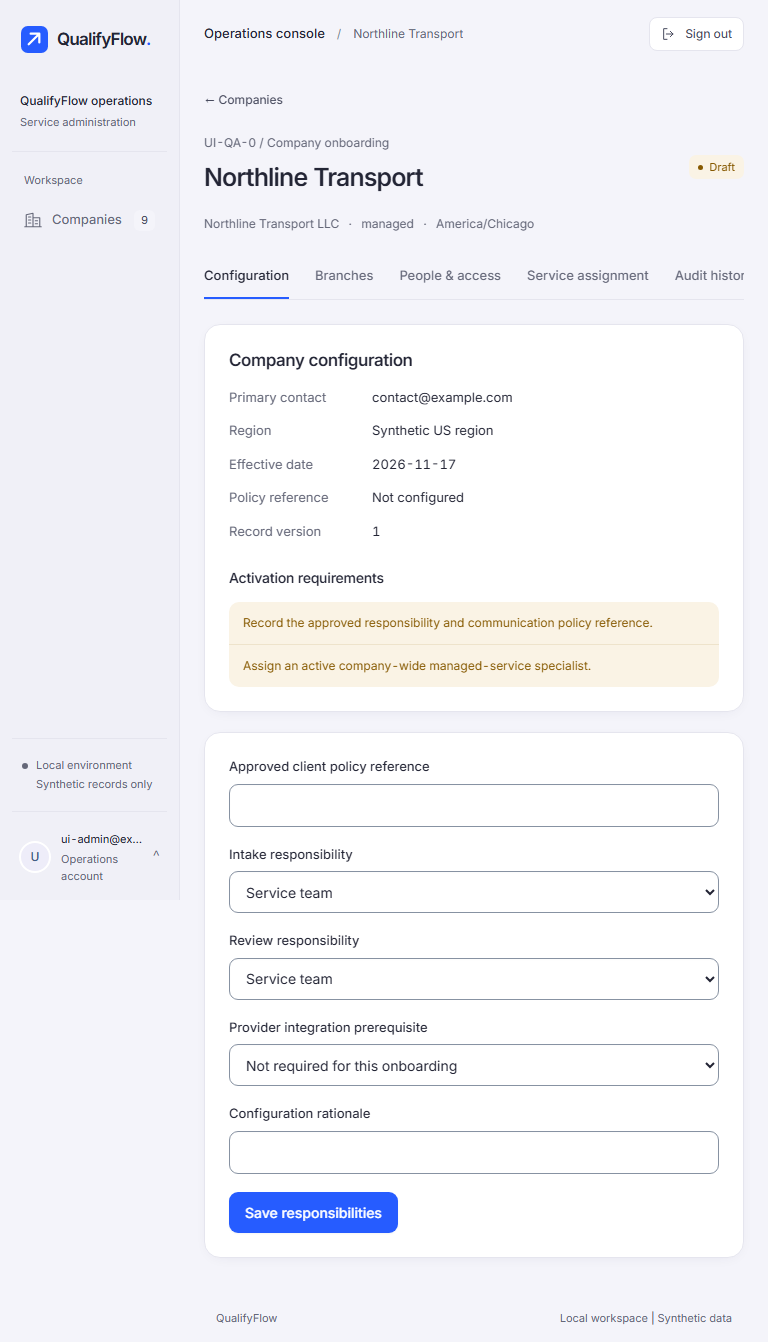 QualifyFlow.
Operations console / Northline Transport
Sign out
QualifyFlow operations
Service administration
Workspace
Companies 9
← Companies
UI-QA-0 / Company onboarding
Northline Transport
Draft
Northline Transport LLC · managed · America/Chicago
Configuration Branches People & access Service assignment Audit histor
Company configuration
Primary contact contact@example.com
Region Synthetic US region
Effective date 2026-11-17
Policy reference Not configured
Record version 1
Activation requirements
Record the approved responsibility and communication policy reference.
Assign an active company-wide managed-service specialist.
Approved client policy reference
Intake responsibility
Service team
Review responsibility
Service team
Provider integration prerequisite
Not required for this onboarding
Configuration rationale
Save responsibilities
Local environment
Synthetic records only
U
ui-admin@ex...
Operations
account
^
QualifyFlow
Local workspace | Synthetic data